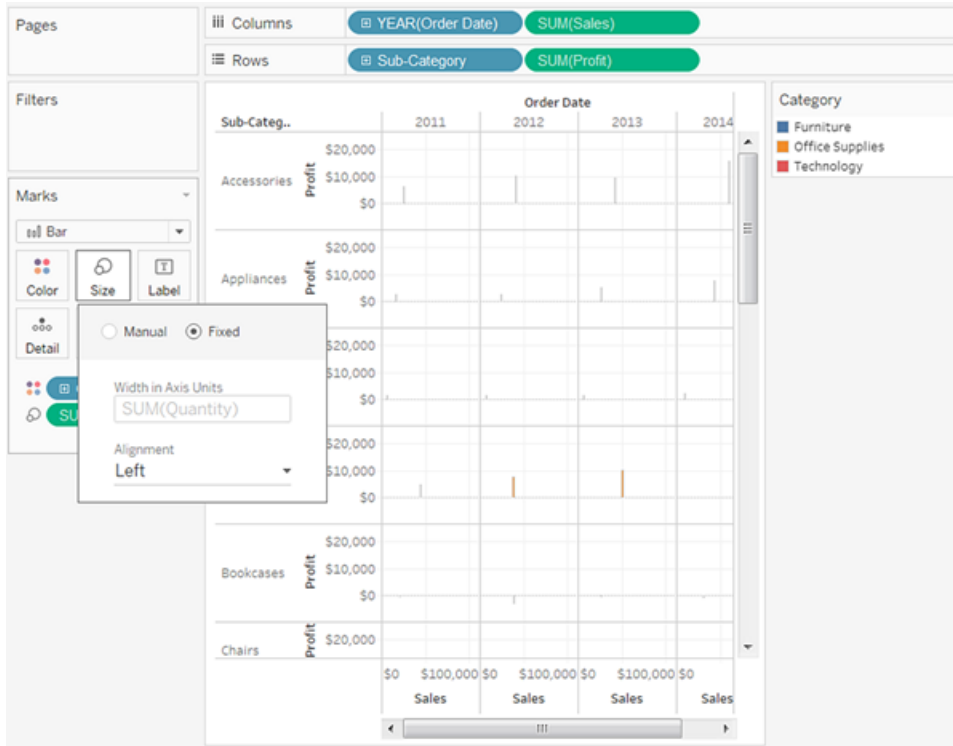 Pages
Columns
YEAR(Order Date)
SUM(Sales)
Rows
Sub-Category
SUM(Profit)
Filters
Marks
Bar
Color
Size
Label
Detail
SU
Manual
Fixed
Width in Axis Units
SUM(Quantity)
Alignment
Left
Order Date
Sub-Categ..
2011
2012
2013
2014
Accessories
Profit
$20,000
$10,000
$0
Appliances
Profit
$20,000
$10,000
$0
$20,000
$10,000
$0
$20,000
$10,000
$0
Bookcases
Profit
$20,000
$10,000
$0
Chairs
Profit
$20,000
$0 $100,000 $0 $100,000 $0 $100,000 $0
Sales Sales Sales Sales
Category
Furniture
Office Supplies
Technology